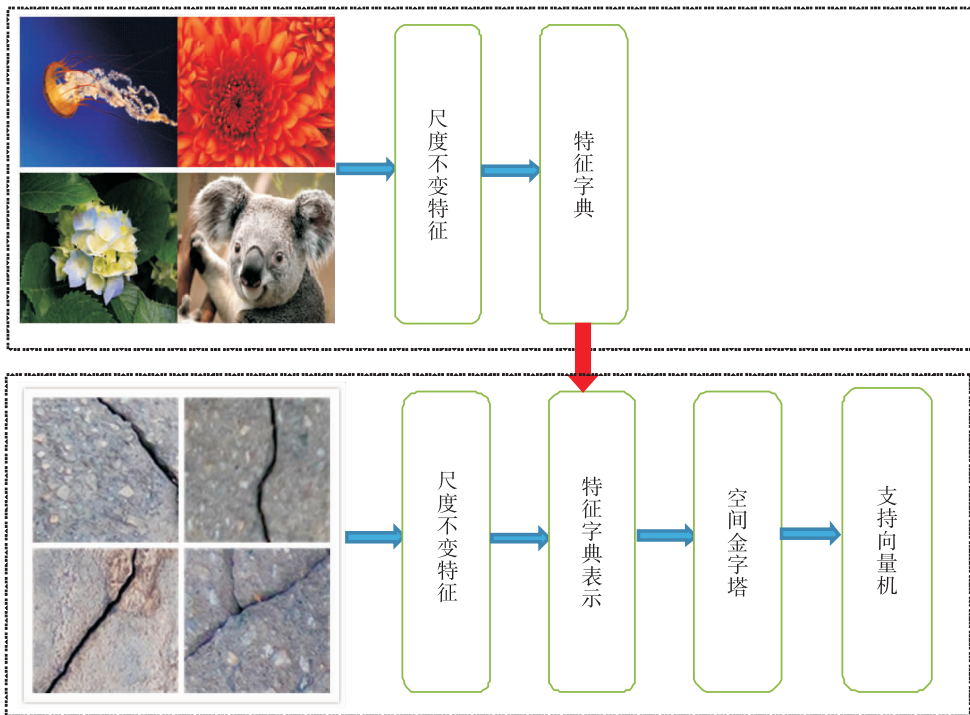 尺度不变特征
特征字典
尺度不变特征
特征字典表示
空间金字塔
支持向量机